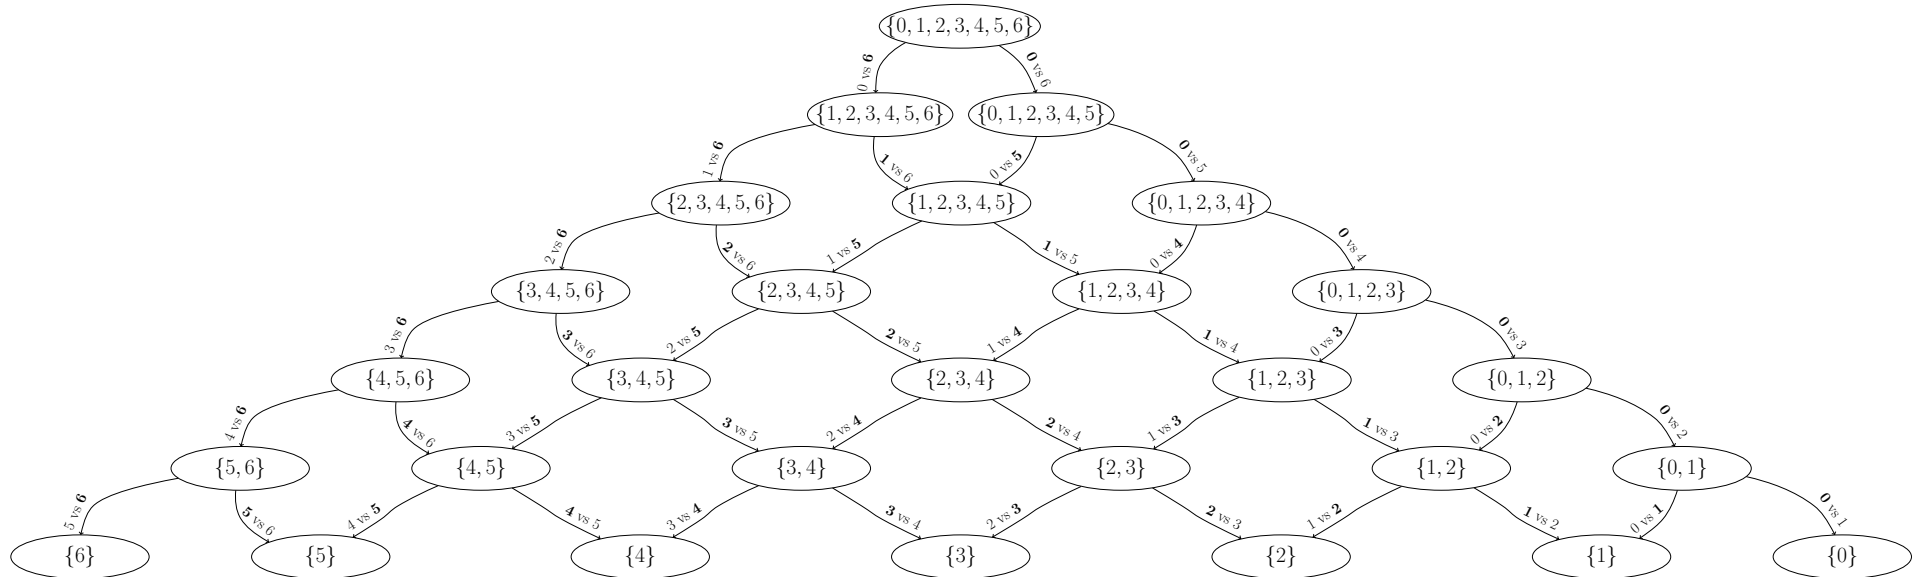 {0, 1, 2, 3, 4, 5, 6}
0 vs 6
0 vs 6
{1, 2, 3, 4, 5, 6}
{0, 1, 2, 3, 4, 5}
1 vs 6
1 vs 6
0 vs 5
0 vs 5
{2, 3, 4, 5, 6}
{1, 2, 3, 4, 5}
{0, 1, 2, 3, 4}
2 vs 6
2 vs 6
1 vs 5
1 vs 5
0 vs 4
0 vs 4
{3, 4, 5, 6}
{2, 3, 4, 5}
{1, 2, 3, 4}
{0, 1, 2, 3}
3 vs 6
3 vs 6
2 vs 5
2 vs 5
1 vs 4
1 vs 4
0 vs 3
0 vs 3
{4, 5, 6}
{3, 4, 5}
{2, 3, 4}
{1, 2, 3}
{0, 1, 2}
4 vs 6
4 vs 6
3 vs 5
3 vs 5
2 vs 4
2 vs 4
1 vs 3
1 vs 3
0 vs 2
0 vs 2
{5, 6}
{4, 5}
{3, 4}
{2, 3}
{1, 2}
{0, 1}
5 vs 6
5 vs 6
4 vs 5
4 vs 5
3 vs 4
3 vs 4
2 vs 3
2 vs 3
1 vs 2
1 vs 2
0 vs 1
0 vs 1
{6}
{5}
{4}
{3}
{2}
{1}
{0}